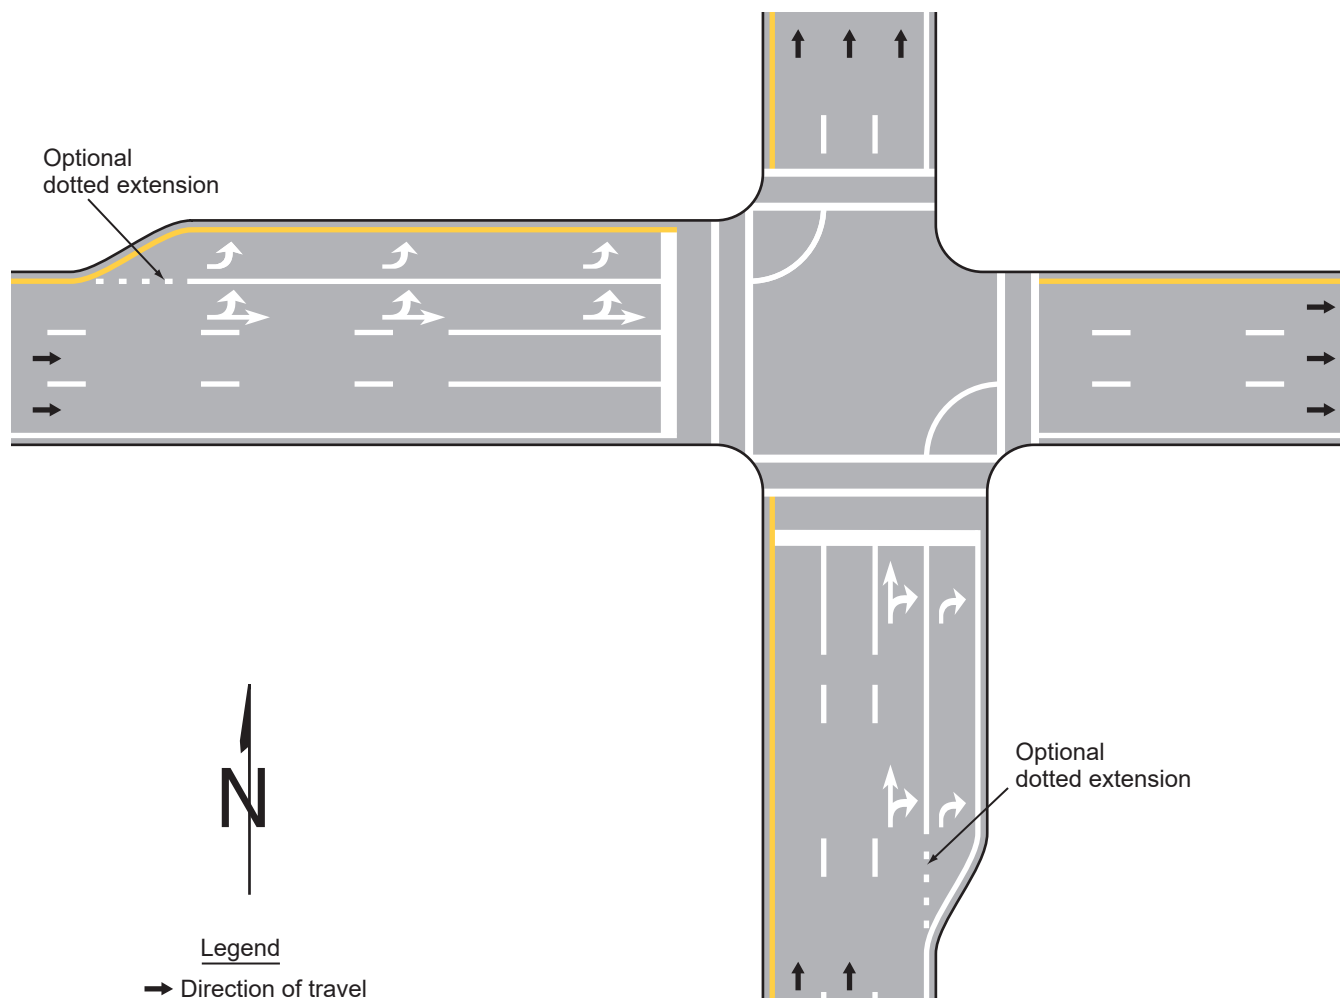 Optional
dotted extension
Optional
dotted extension
N
Legend
Direction of travel